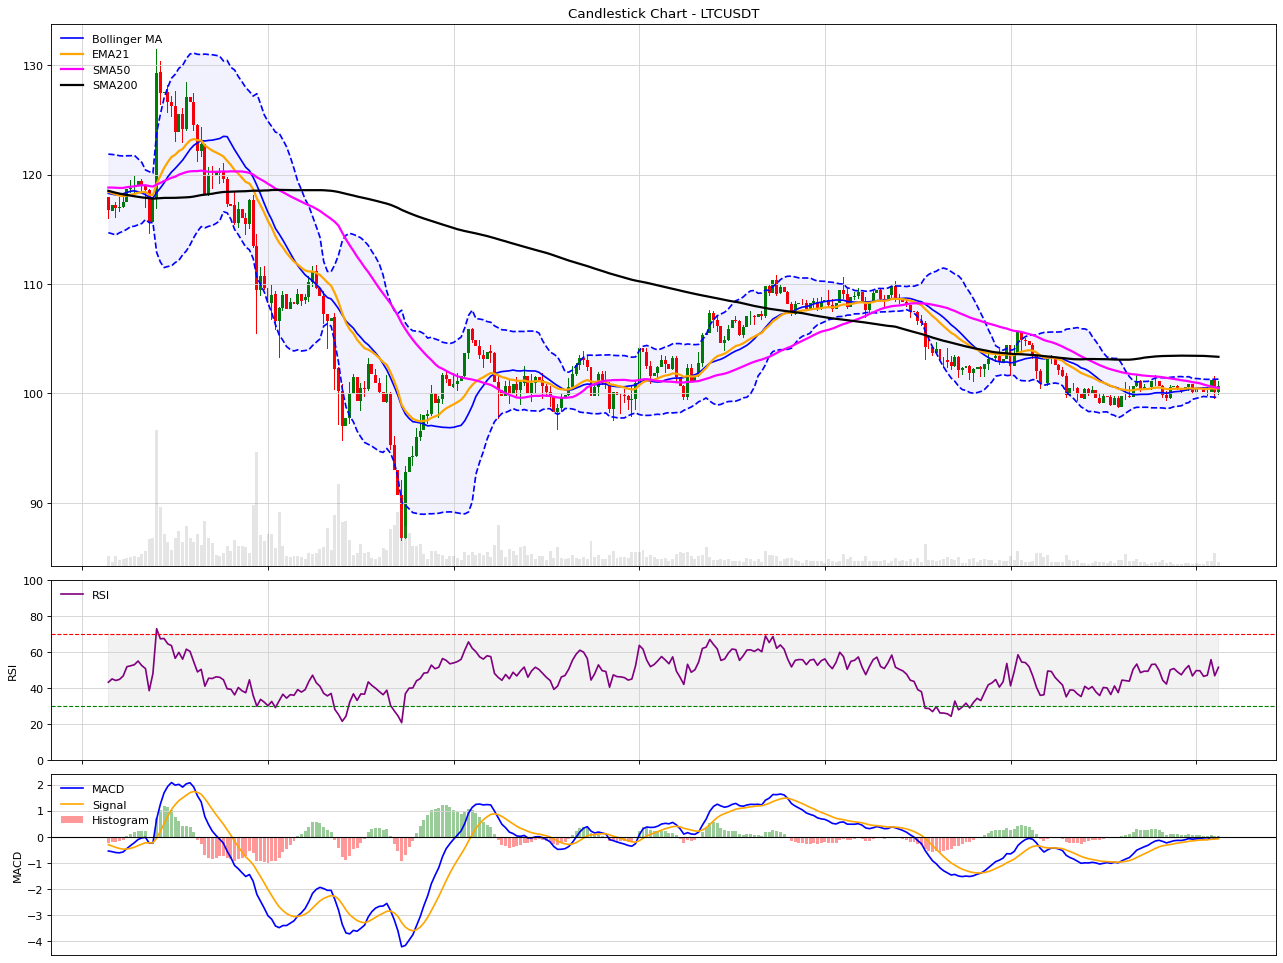 Candlestick Chart - LTCUSDT
Bollinger MA
EMA21
SMA50
SMA200
130
120
110
100
90
100
80
60
40
20
0
RSI
RSI
2
1
0
−1
−2
−3
−4
MACD
MACD
Signal
Histogram